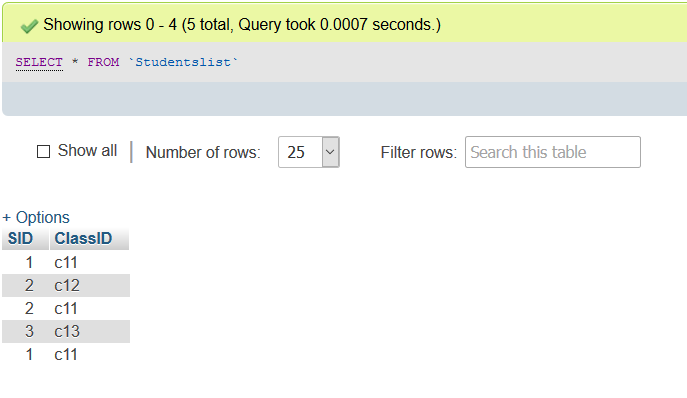 Showing rows 0 - 4 (5 total, Query took 0.0007 seconds.)
SELECT * FROM `Studentslist`
Show all | Number of rows: 25 Filter rows: Search this table
+ Options
SID ClassID
1 c11
2 c12
2 c11
3 c13
1 c11